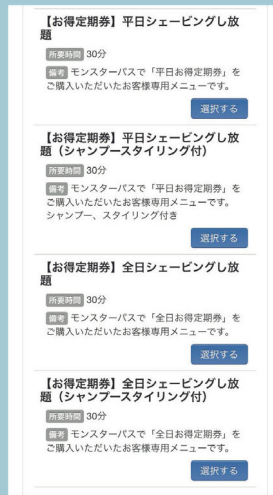 【お得定期券】平日シェービングし放
題
所要時間 30分
備考 モンスターパスで「平日お得定期券」を
ご購入いただいたお客様専用メニューです。
選択する
【お得定期券】平日シェービングし放
題（シャンプースタイリング付）
所要時間 30分
備考 モンスターパスで「平日お得定期券」を
ご購入いただいたお客様専用メニューです。
シャンプー、スタイリング付き
選択する
【お得定期券】全日シェービングし放
題
所要時間 30分
備考 モンスターパスで「全日お得定期券」を
ご購入いただいたお客様専用メニューです。
選択する
【お得定期券】全日シェービングし放
題（シャンプースタイリング付）
所要時間 30分
備考 モンスターパスで「全日お得定期券」を
ご購入いただいたお客様専用メニューです。
選択する